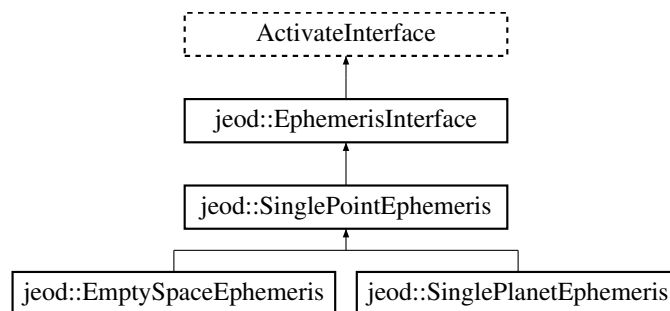 ActivateInterface
jeod::EphemerisInterface
jeod::SinglePointEphemeris
jeod::EmptySpaceEphemeris
jeod::SinglePlanetEphemeris